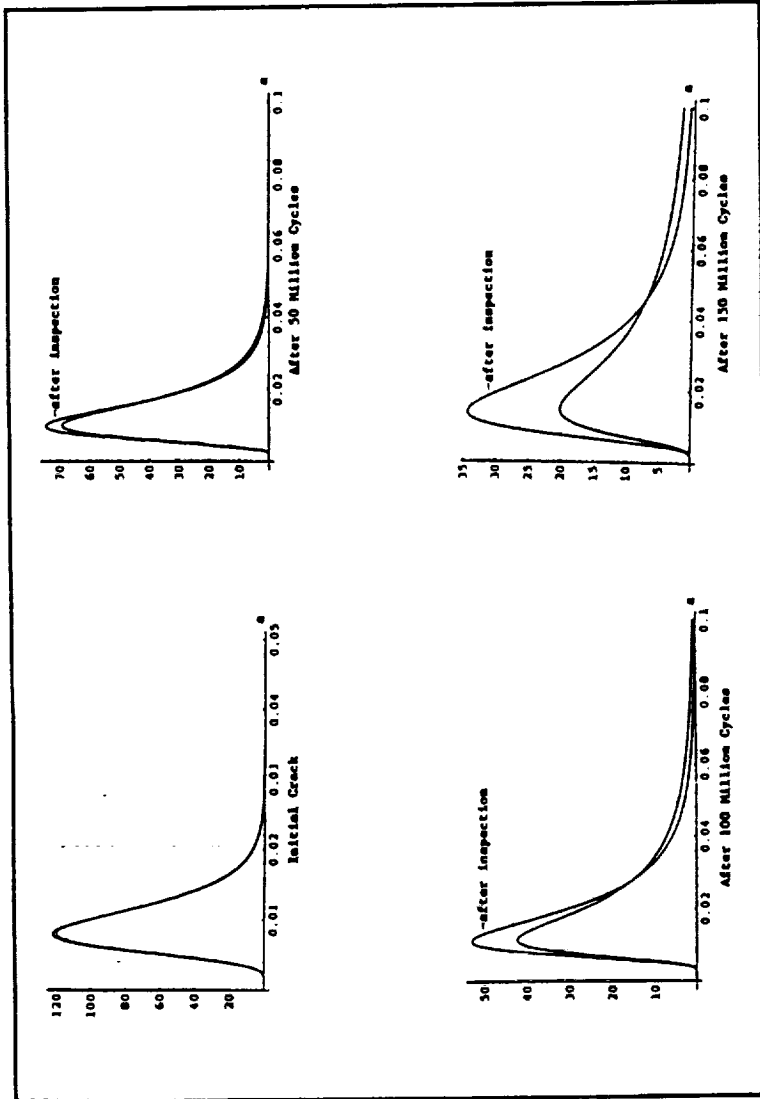 120
100
80
60
40
20
0.01 0.02 0.03 0.04 0.05 a
Initial Crack
70
60
50
40
30
20
10
-after inspection
0.02 0.04 0.06 0.08 0.1 a
After 50 Million Cycles
50
40
30
20
10
-after inspection
0.02 0.04 0.06 0.08 0.1 a
After 100 Million Cycles
35
30
25
20
15
10
5
-after inspection
0.02 0.04 0.06 0.08 0.1 a
After 150 Million Cycles